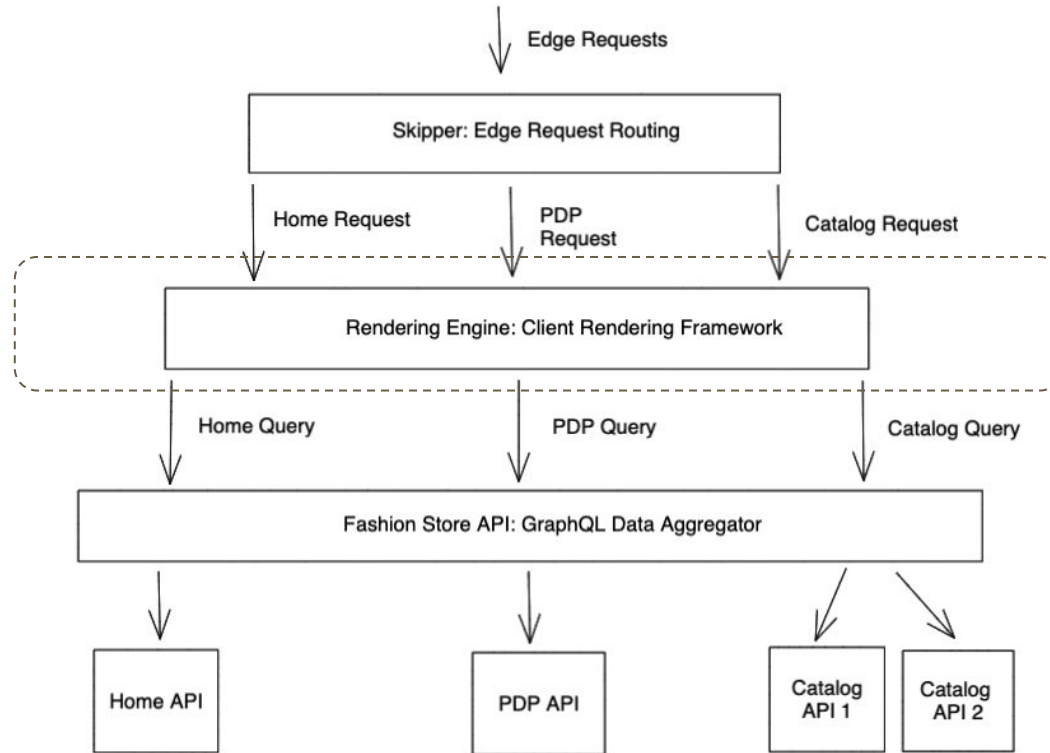 Edge Requests
Skipper: Edge Request Routing
Home Request
PDP
Request
Catalog Request
Rendering Engine: Client Rendering Framework
Home Query
PDP Query
Catalog Query
Fashion Store API: GraphQL Data Aggregator
Home API
PDP API
Catalog
API 1
Catalog
API 2